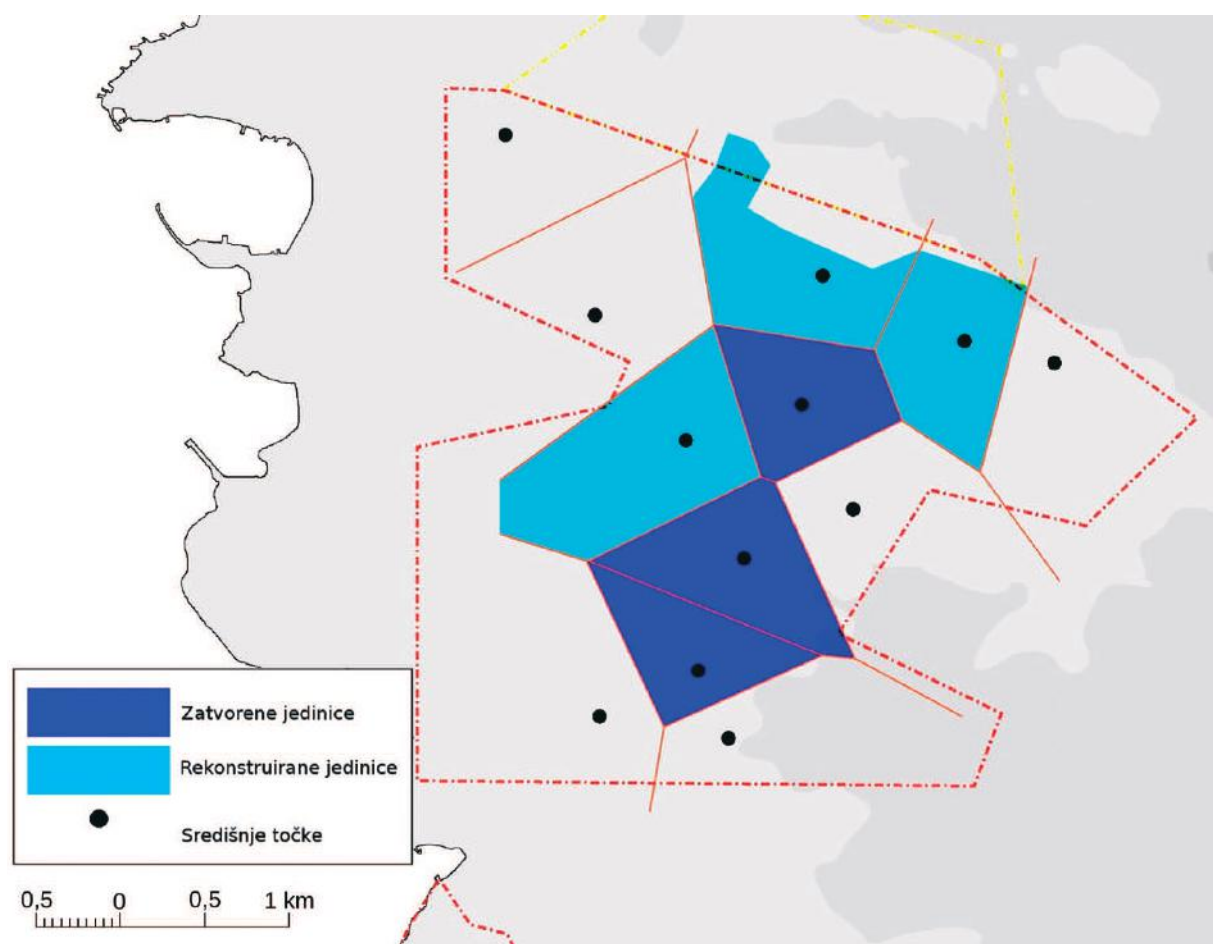 Zatvorene jedinice
Rekonstruirane jedinice
Središnje točke
0,5 0 0,5 1 km